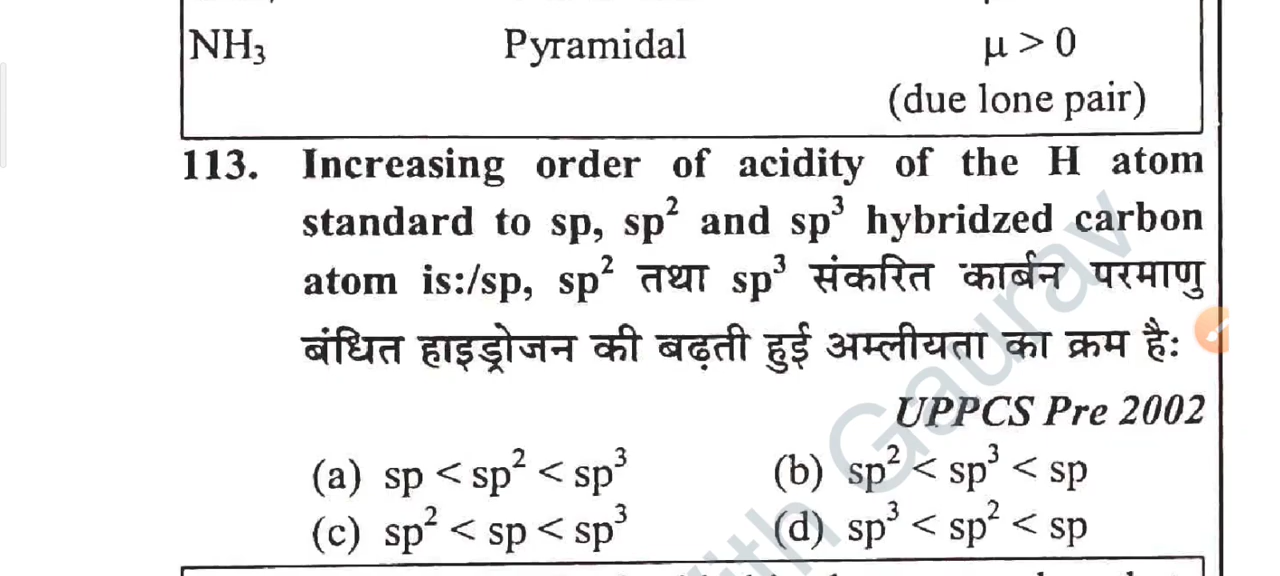 NH₃ Pyramidal μ > 0
(due lone pair)
113. Increasing order of acidity of the H atom
standard to sp, sp² and sp³ hybridzed carbon
atom is:/sp, sp² तथा sp³ संकरित कार्बन परमाणु
बंधित हाइड्रोजन की बढ़ती हुई अम्लीयता का क्रम है:
UPPCS Pre 2002
(a) sp < sp² < sp³ (b) sp² < sp³ < sp
(c) sp² < sp < sp³ (d) sp³ < sp² < sp
Gaurav